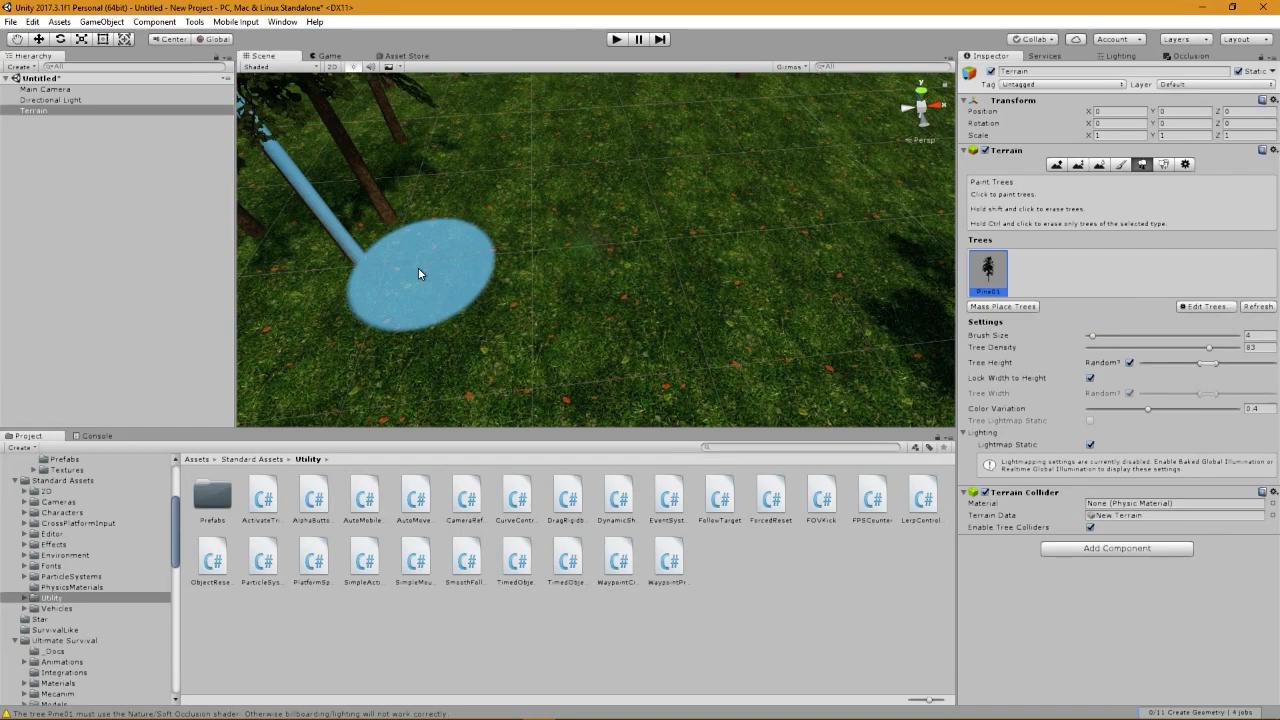 Unity 2017.3.1f1 Personal (64bit) - Untitled - New Project - PC, Mac & Linux Standalone* <DX11>
File Edit Assets GameObject Component Tools Mobile Input Window Help
Center Global Collab Account Layers Layout
Hierarchy Scene Game Asset Store Inspector Services Lighting Occlusion
Create All Shaded 2D Gizmos All Terrain Static
Untitled* Tag Untagged Layer Default
Main Camera
Directional Light
Terrain
y
x
Persp
Transform
Position X 0 Y 0 Z 0
Rotation X 0 Y 0 Z 0
Scale X 1 Y 1 Z 1
Terrain
Paint Trees
Click to paint trees.
Hold shift and click to erase trees.
Hold Ctrl and click to erase only trees of the selected type.
Trees
Pine01
Mass Place Trees Edit Trees... Refresh
Settings
Brush Size 4
Tree Density 83
Tree Height Random?
Lock Width to Height
Tree Width Random?
Color Variation 0.4
Tree Lightmap Static
Lighting
Lightmap Static
Lightmapping settings are currently disabled. Enable Baked Global Illumination or
Realtime Global Illumination to display these settings.
Terrain Collider
Material None (Physic Material)
Terrain Data New Terrain
Enable Tree Colliders
Add Component
Project Console
Create
Prefabs
Textures
Standard Assets
2D
Cameras
Characters
CrossPlatformInput
Editor
Effects
Environment
Fonts
ParticleSystems
PhysicsMaterials
Utility
Vehicles
Star
SurvivalLike
Ultimate Survival
_Docs
Animations
Integrations
Materials
Mecanim
Models
Assets Standard Assets Utility
C# C# C# C# C# C# C# C# C# C# C# C# C# C#
Prefabs ActivateTr... AlphaButto... AutoMobile... AutoMove... CameraRef... CurveContr... DragRigidb... DynamicSh... EventSyst... FollowTarget ForcedReset FOVKick FPSCounter LerpControl...
C# C# C# C# C# C# C# C# C# C#
ObjectRese... ParticleSys... PlatformSp... SimpleActi... SimpleMou... SmoothFoll... TimedObje... TimedObje... WaypointCi... WaypointPr...
The tree Pine01 must use the Nature/Soft Occlusion shader. Otherwise billboarding/lighting will not work correctly.
0/11 Create Geometry | 4 jobs